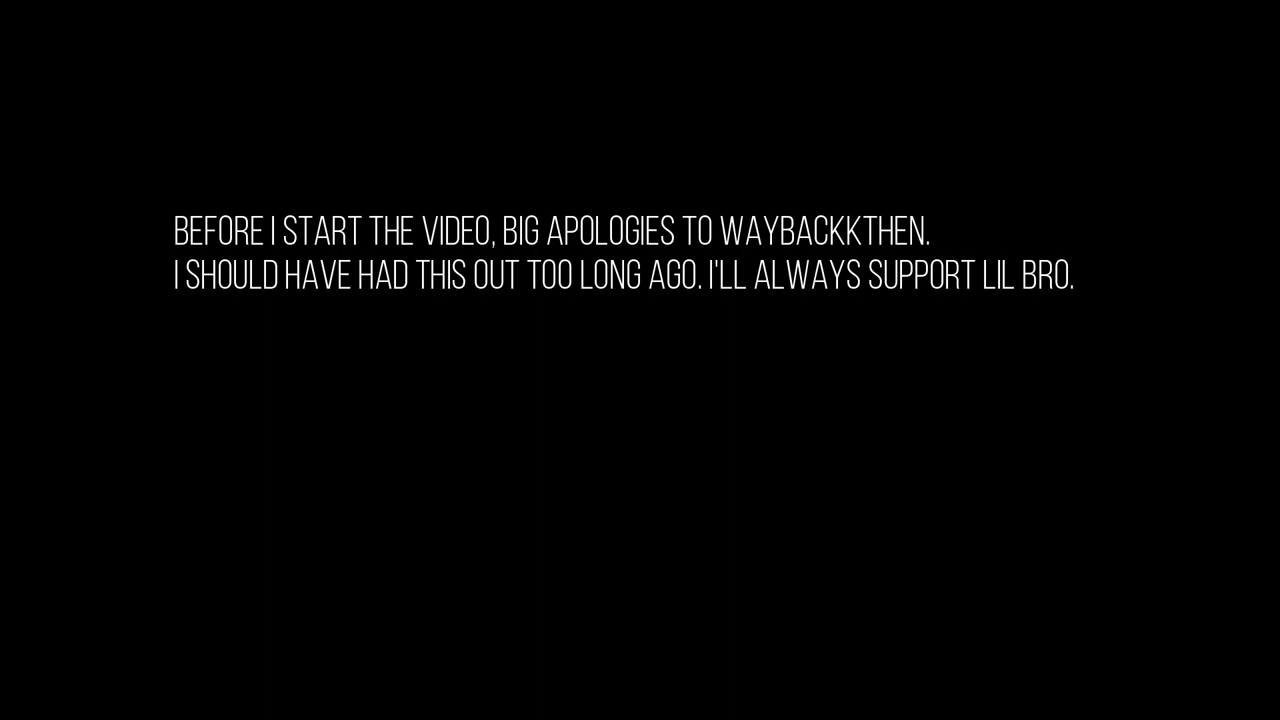 BEFORE I START THE VIDEO, BIG APOLOGIES TO WAYBACKKTHEN.
I SHOULD HAVE HAD THIS OUT TOO LONG AGO. I'LL ALWAYS SUPPORT LIL BRO.